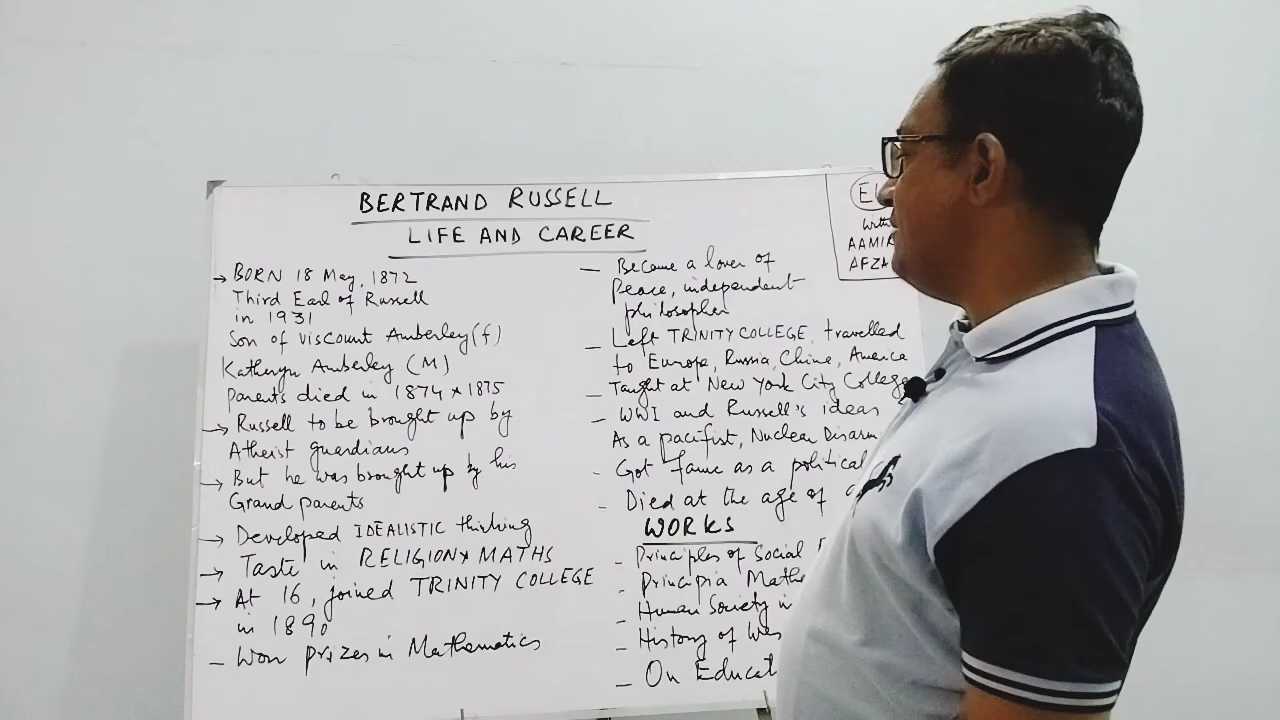 BERTRAND RUSSELL
LIFE AND CAREER
→ BORN 18 May, 1872
Third Earl of Russell
in 1931
Son of Viscount Amberley (f)
Katheryn Amberley (M)
Parents died in 1874 & 1875
→ Russell to be brought up by
Atheist guardians
→ But he was brought up by his
Grand parents
→ Developed IDEALISTIC thinking
→ Taste in RELIGION & MATHS
→ At 16, joined TRINITY COLLEGE
in 1890
- Won prizes in Mathematics
- Became a lover of
Peace, independent
philosopher
- Left TRINITY COLLEGE, travelled
to Europe, Russia, China, America
- Taught at New York City College
- WWI and Russell's ideas
As a pacifist, Nuclear Disarm
- Got fame as a political
- Died at the age of
WORKS
- Principles of Social
- Principia Mathe
- Human Society in
- History of Wes
- On Educat
With
AAMIR
AFZA